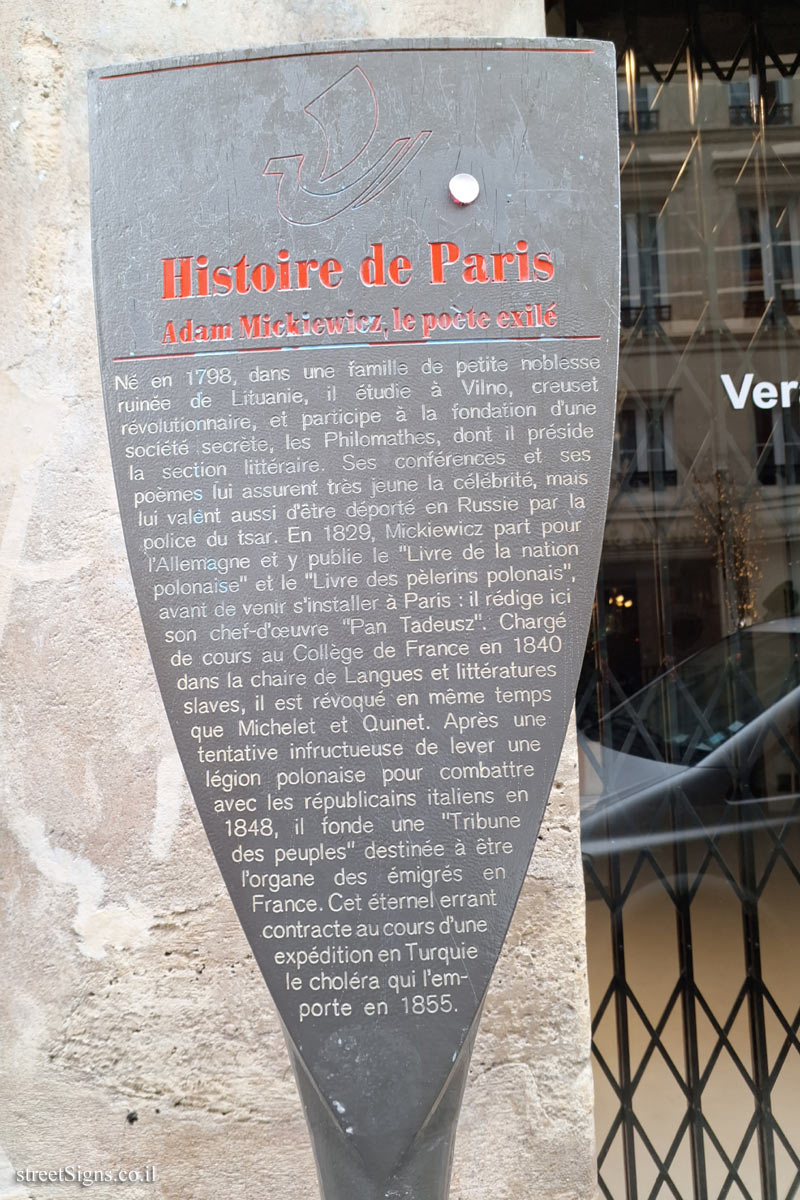 Histoire de Paris
Adam Mickiewicz, le poète exilé
Né en 1798, dans une famille de petite noblesse
ruinée de Lituanie, il étudie à Vilno, creuset
révolutionnaire, et participe à la fondation d'une
société secrète, les Philomathes, dont il préside
la section littéraire. Ses conférences et ses
poèmes lui assurent très jeune la célébrité, mais
lui valent aussi d'être déporté en Russie par la
police du tsar. En 1829, Mickiewicz part pour
l'Allemagne et y publie le "Livre de la nation
polonaise" et le "Livre des pèlerins polonais",
avant de venir s'installer à Paris : il rédige ici
son chef-d'œuvre "Pan Tadeusz". Chargé
de cours au Collège de France en 1840
dans la chaire de Langues et littératures
slaves, il est révoqué en même temps
que Michelet et Quinet. Après une
tentative infructueuse de lever une
légion polonaise pour combattre
avec les républicains italiens en
1848, il fonde une "Tribune
des peuples" destinée à être
l'organe des émigrés en
France. Cet éternel errant
contracte au cours d'une
expédition en Turquie
le choléra qui l'em-
porte en 1855.
streetSigns.co.il